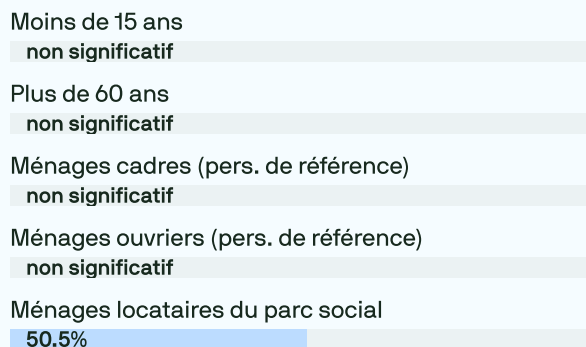 Moins de 15 ans
non significatif
Plus de 60 ans
non significatif
Ménages cadres (pers. de référence)
non significatif
Ménages ouvriers (pers. de référence)
non significatif
Ménages locataires du parc social
50.5%